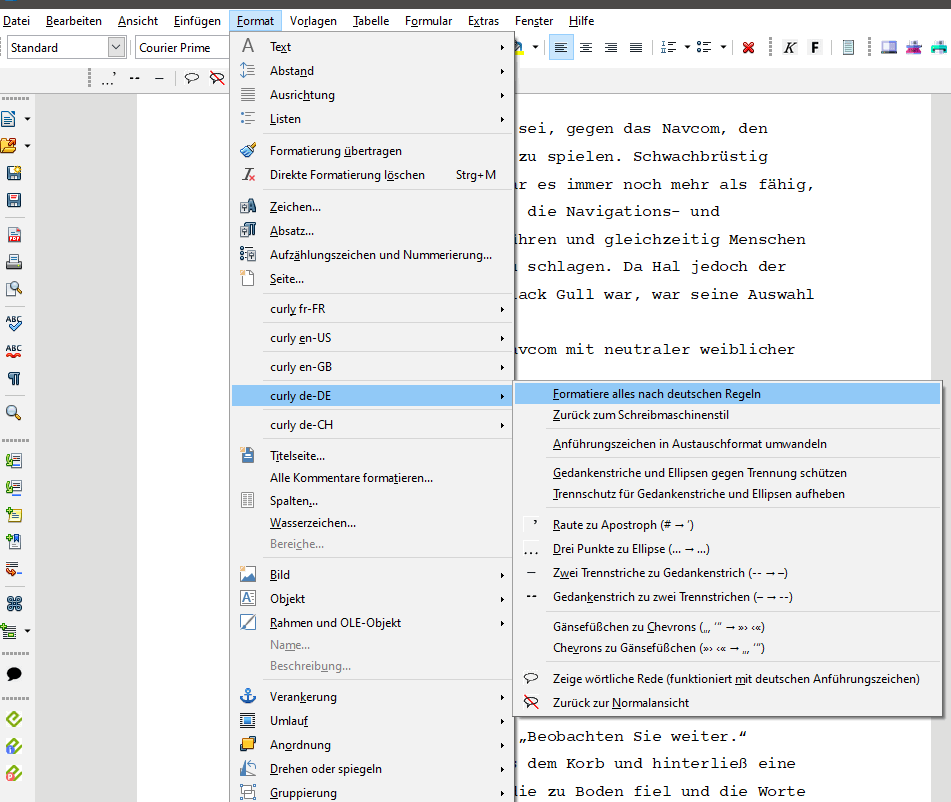 Datei Bearbeiten Ansicht Einfügen Format Vorlagen Tabelle Formular Extras Fenster Hilfe
Standard Courier Prime
K F
Text
Abstand
Ausrichtung
Listen
Formatierung übertragen
Direkte Formatierung löschen Strg+M
Zeichen...
Absatz...
Aufzählungszeichen und Nummerierung...
Seite...
curly fr-FR
curly en-US
curly en-GB
curly de-DE
curly de-CH
Titelseite...
Alle Kommentare formatieren...
Spalten...
Wasserzeichen...
Bereiche...
Bild
Objekt
Rahmen und OLE-Objekt
Name...
Beschreibung...
Verankerung
Umlauf
Anordnung
Drehen oder spiegeln
Gruppierung
Formatiere alles nach deutschen Regeln
Zurück zum Schreibmaschinenstil
Anführungszeichen in Austauschformat umwandeln
Gedankenstriche und Ellipsen gegen Trennung schützen
Trennschutz für Gedankenstriche und Ellipsen aufheben
Raute zu Apostroph (# → ’)
Drei Punkte zu Ellipse (... → …)
Zwei Trennstriche zu Gedankenstrich (-- → –)
Gedankenstrich zu zwei Trennstrichen (– → --)
Gänsefüßchen zu Chevrons („‚ ‘“ → »› ‹«)
Chevrons zu Gänsefüßchen (»› ‹« → „‚ ‘“)
Zeige wörtliche Rede (funktioniert mit deutschen Anführungszeichen)
Zurück zur Normalansicht
sei, gegen das Navcom, den
zu spielen. Schwachbrüstig
es immer noch mehr als fähig,
die Navigations- und
und gleichzeitig Menschen
schlagen. Da Hal jedoch der
Gull war, war seine Auswahl
mit neutraler weiblicher
„Beobachten Sie weiter.“
dem Korb und hinterließ eine
zu Boden fiel und die Worte